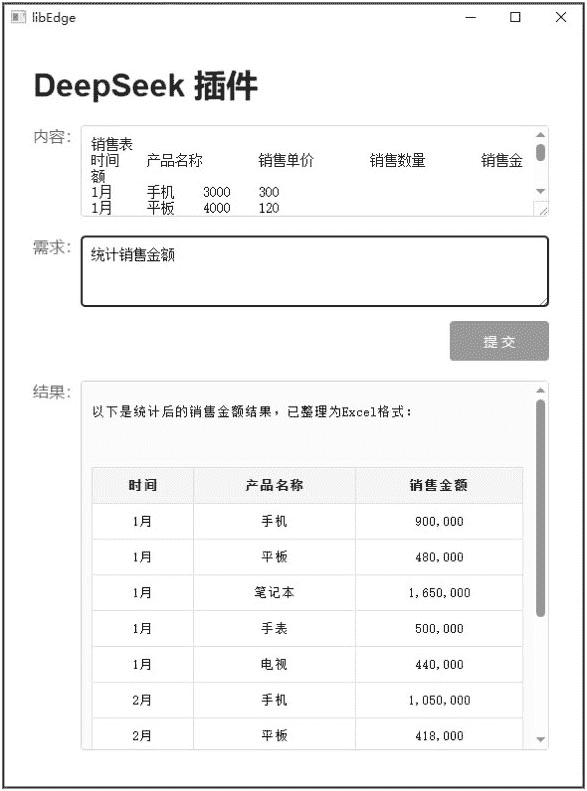 libEdge
DeepSeek 插件
内容：
销售表
时间 产品名称 销售单价 销售数量 销售金
额
1月 手机 3000 300
1月 平板 4000 120
需求：
统计销售金额
提 交
结果：
以下是统计后的销售金额结果，已整理为Excel格式：
时间 产品名称 销售金额
1月 手机 900,000
1月 平板 480,000
1月 笔记本 1,650,000
1月 手表 500,000
1月 电视 440,000
2月 手机 1,050,000
2月 平板 418,000